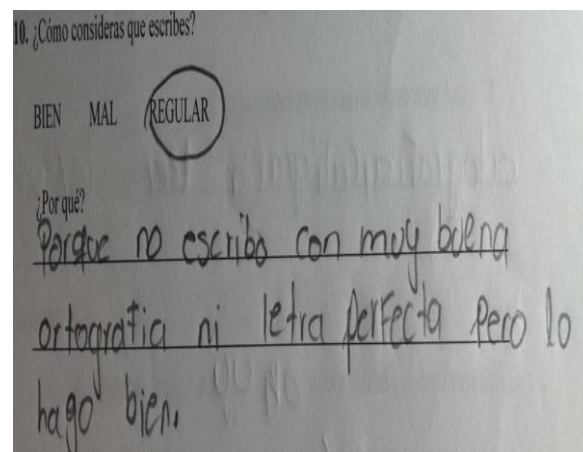 10. ¿Cómo consideras que escribes?
BIEN MAL REGULAR
¿Por qué?
Porque no escribo con muy buena
ortografia ni letra perfecta pero lo
hago bien.